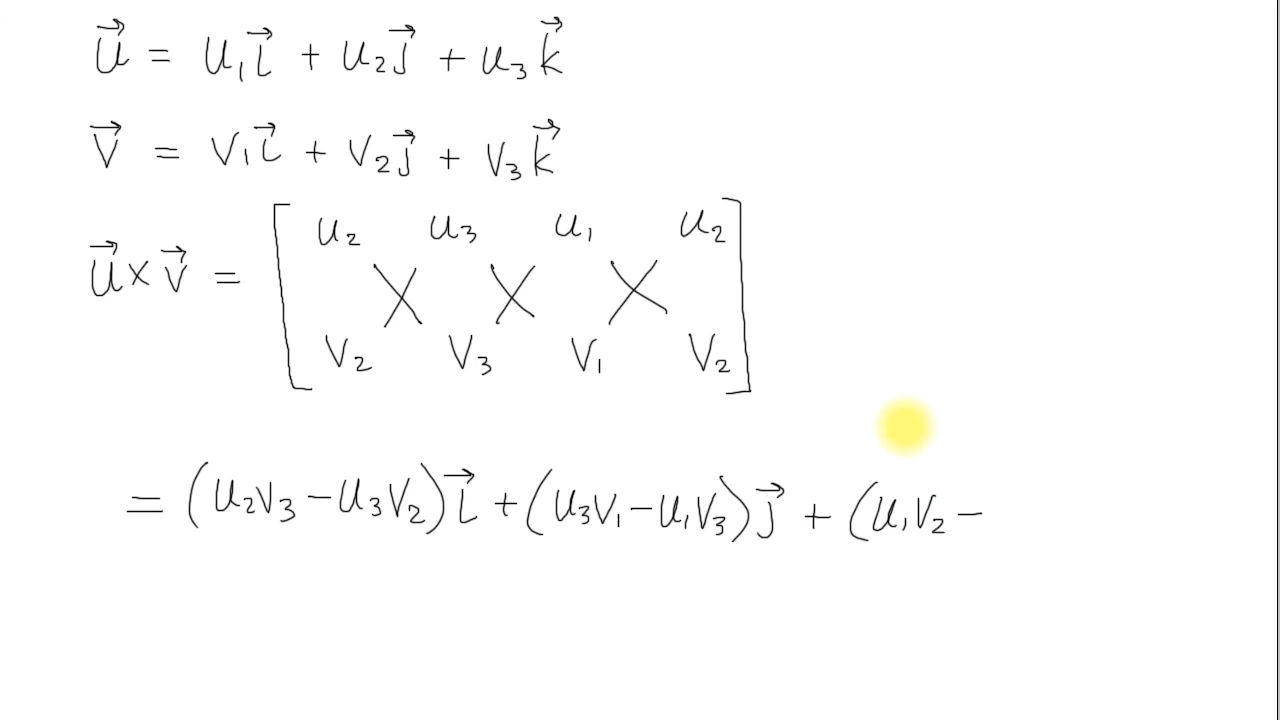 u⃗ = u₁i⃗ + u₂j⃗ + u₃k⃗
v⃗ = v₁i⃗ + v₂j⃗ + v₃k⃗
u₂ u₃ u₁ u₂
u⃗ × v⃗ = [ X X X ]
v₂ v₃ v₁ v₂
= (u₂v₃ − u₃v₂)i⃗ + (u₃v₁ − u₁v₃)j⃗ + (u₁v₂ −